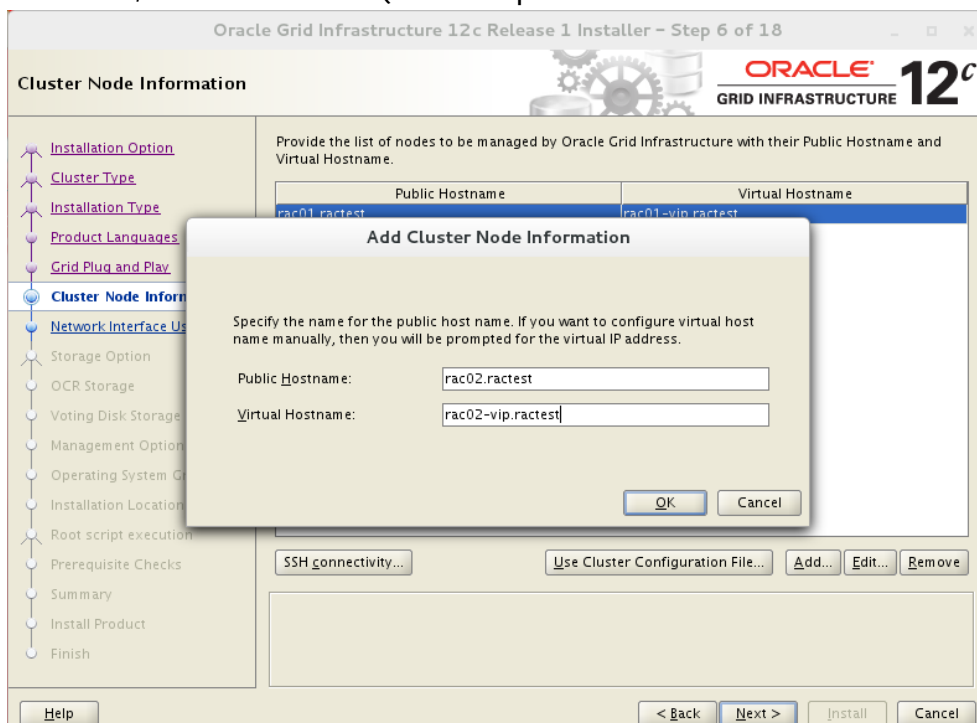 Oracle Grid Infrastructure 12c Release 1 Installer – Step 6 of 18
Cluster Node Information
ORACLE
GRID INFRASTRUCTURE
12c
Installation Option
Cluster Type
Installation Type
Product Languages
Grid Plug and Play
Cluster Node Inforn
Network Interface Us
Storage Option
OCR Storage
Voting Disk Storage
Management Option
Operating System Gr
Installation Location
Root script execution
Prerequisite Checks
Summary
Install Product
Finish
Provide the list of nodes to be managed by Oracle Grid Infrastructure with their Public Hostname and
Virtual Hostname.
Public Hostname Virtual Hostname
rac01.ractest rac01-vip.ractest
Add Cluster Node Information
Specify the name for the public host name. If you want to configure virtual host
name manually, then you will be prompted for the virtual IP address.
Public Hostname: rac02.ractest
Virtual Hostname: rac02-vip.ractest
OK Cancel
SSH connectivity... Use Cluster Configuration File... Add... Edit... Remove
Help < Back Next > Install Cancel